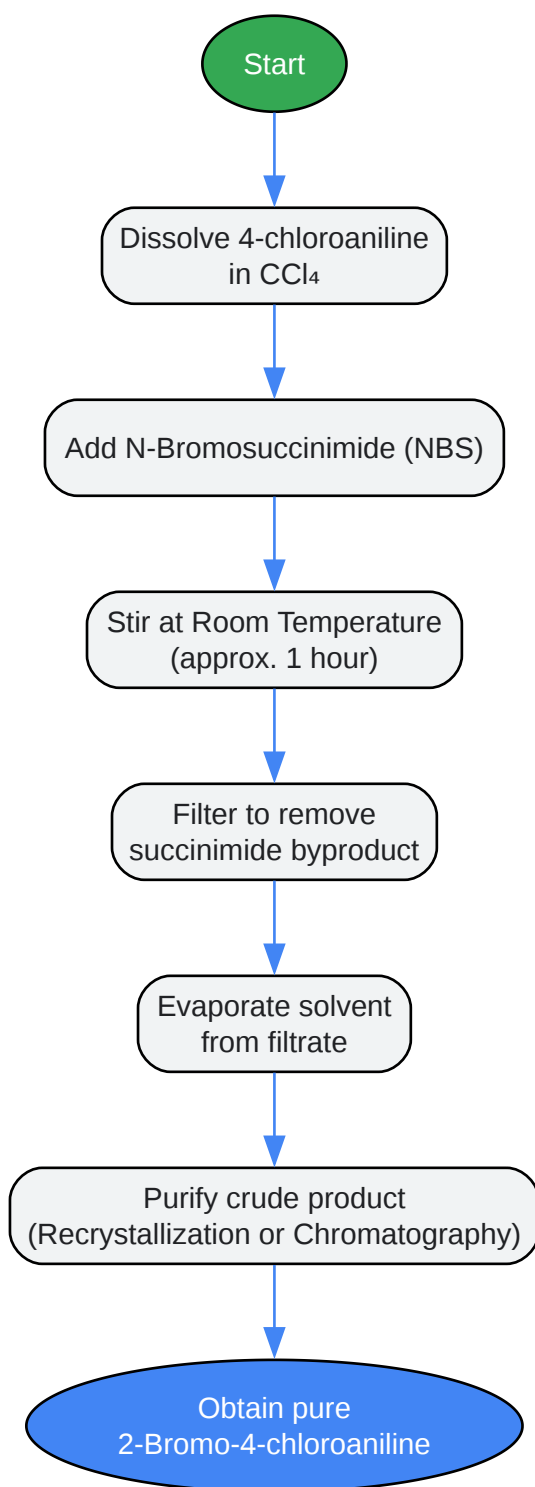 Start
Dissolve 4-chloroaniline
in CCl₄
Add N-Bromosuccinimide (NBS)
Stir at Room Temperature
(approx. 1 hour)
Filter to remove
succinimide byproduct
Evaporate solvent
from filtrate
Purify crude product
(Recrystallization or Chromatography)
Obtain pure
2-Bromo-4-chloroaniline